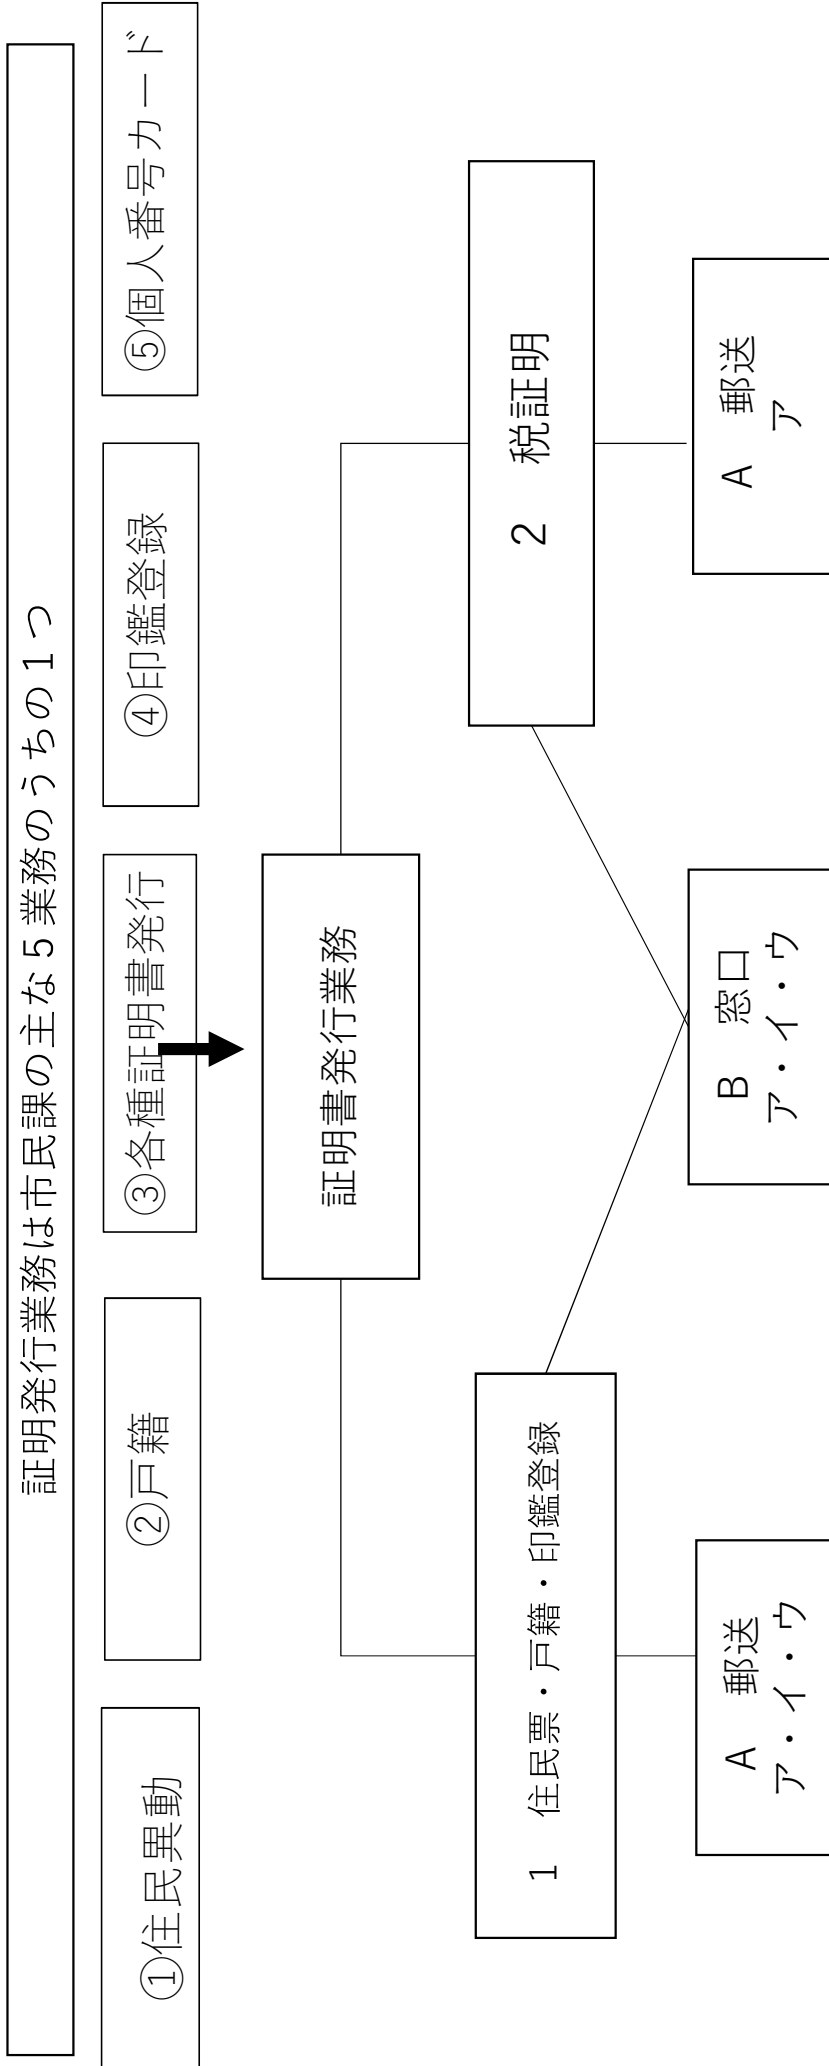 証明発行業務は市民課の主な5業務のうちの1つ
①住民異動
②戸籍
③各種証明書発行
④印鑑登録
⑤個人番号カード
証明書発行業務
1　住民票・戸籍・印鑑登録
2　税証明
A　郵送
ア・イ・ウ
B　窓口
ア・イ・ウ
A　郵送
ア